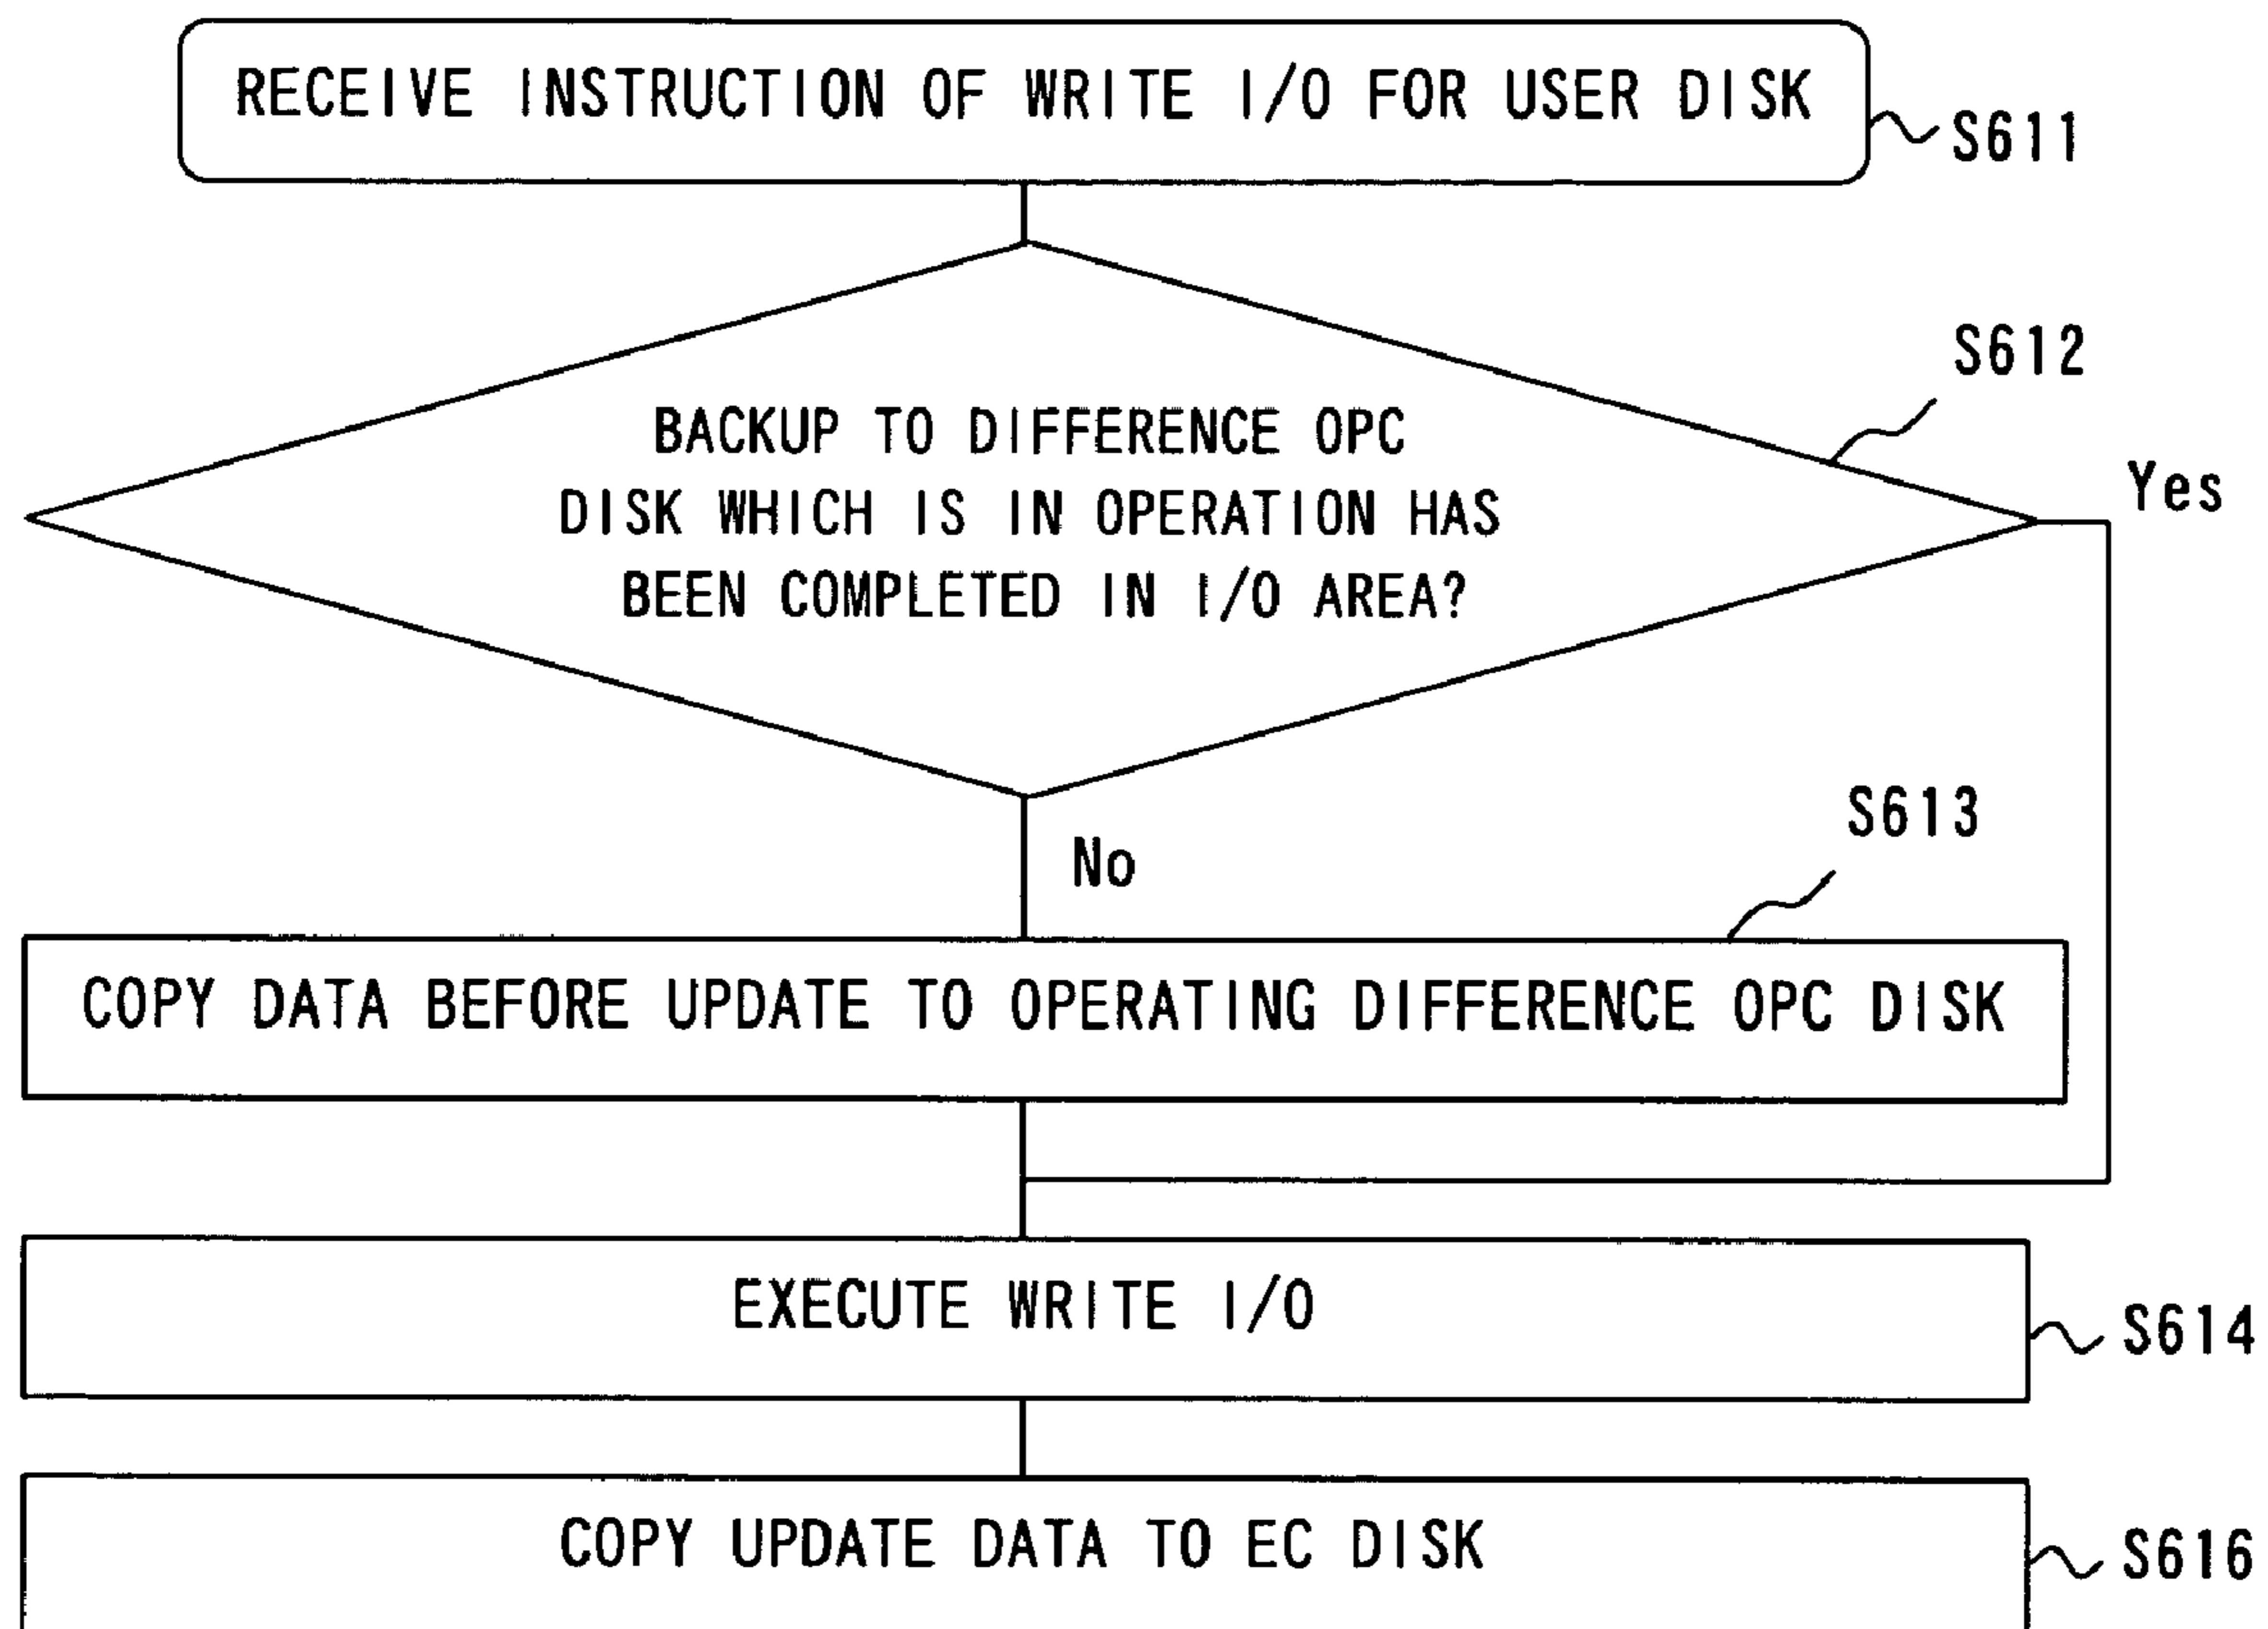 RECEIVE INSTRUCTION OF WRITE I/O FOR USER DISK
S611
S612
BACKUP TO DIFFERENCE OPC
DISK WHICH IS IN OPERATION HAS
BEEN COMPLETED IN I/O AREA?
Yes
No
S613
COPY DATA BEFORE UPDATE TO OPERATING DIFFERENCE OPC DISK
EXECUTE WRITE I/O
S614
COPY UPDATE DATA TO EC DISK
S616